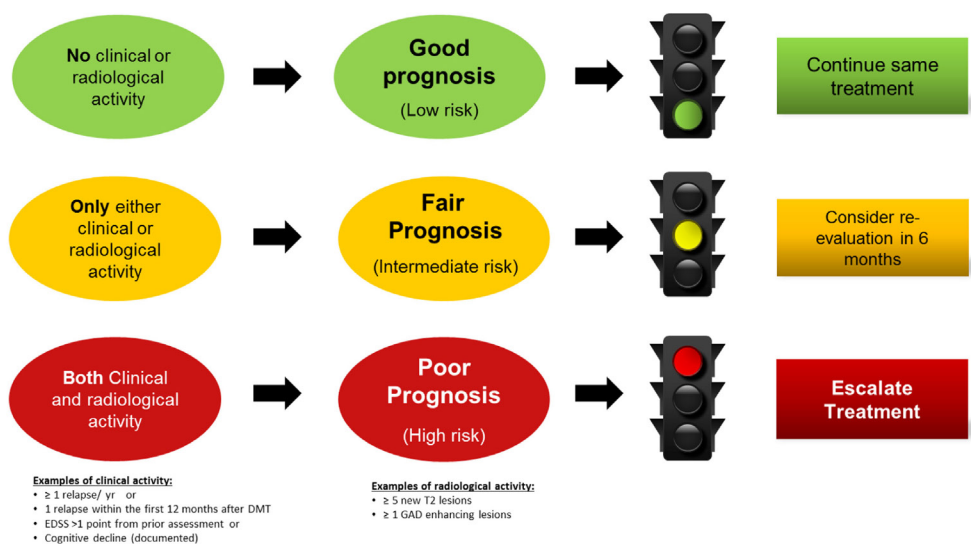 No clinical or
radiological
activity
Good
prognosis
(Low risk)
Continue same
treatment
Only either
clinical or
radiological
activity
Fair
Prognosis
(Intermediate risk)
Consider re-
evaluation in 6
months
Both Clinical
and radiological
activity
Poor
Prognosis
(High risk)
Escalate
Treatment
Examples of clinical activity:
• ≥ 1 relapse/ yr or
• 1 relapse within the first 12 months after DMT
• EDSS >1 point from prior assessment or
• Cognitive decline (documented)
Examples of radiological activity:
• ≥ 5 new T2 lesions
• ≥ 1 GAD enhancing lesions